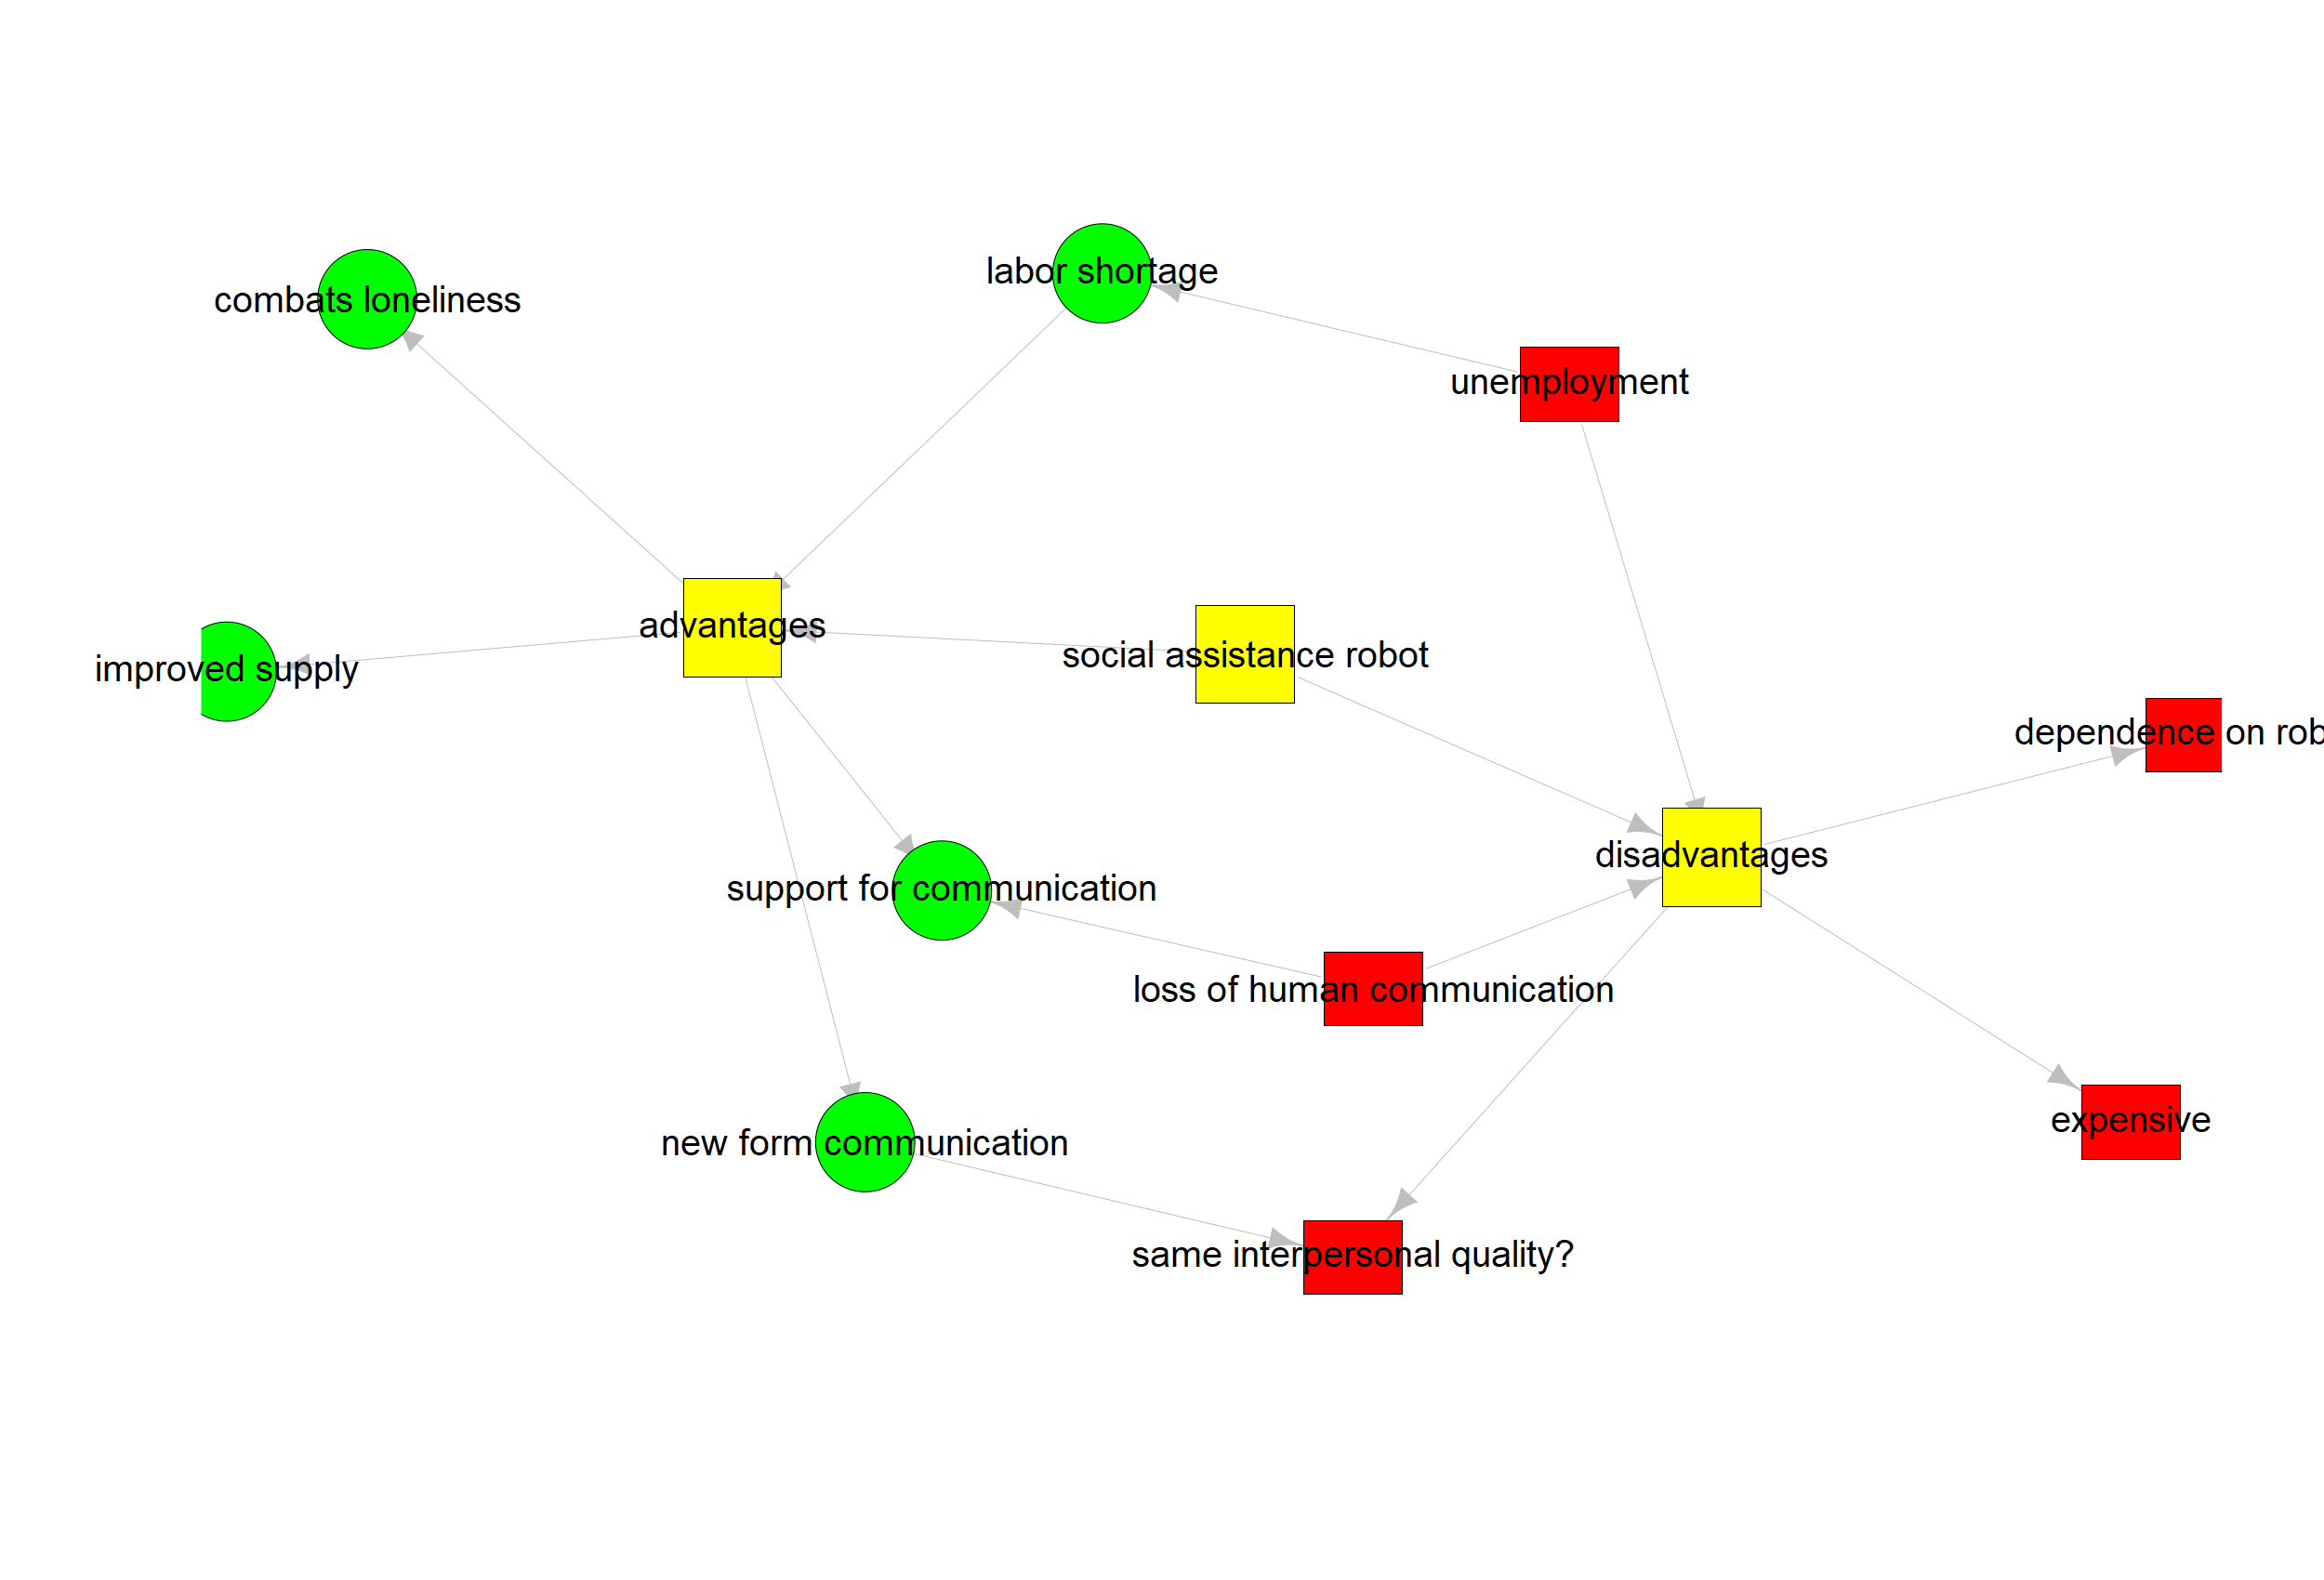 labor shortage
combats loneliness
unemployment
advantages
social assistance robot
improved supply
dependence on rob
disadvantages
support for communication
loss of human communication
expensive
new form communication
same interpersonal quality?